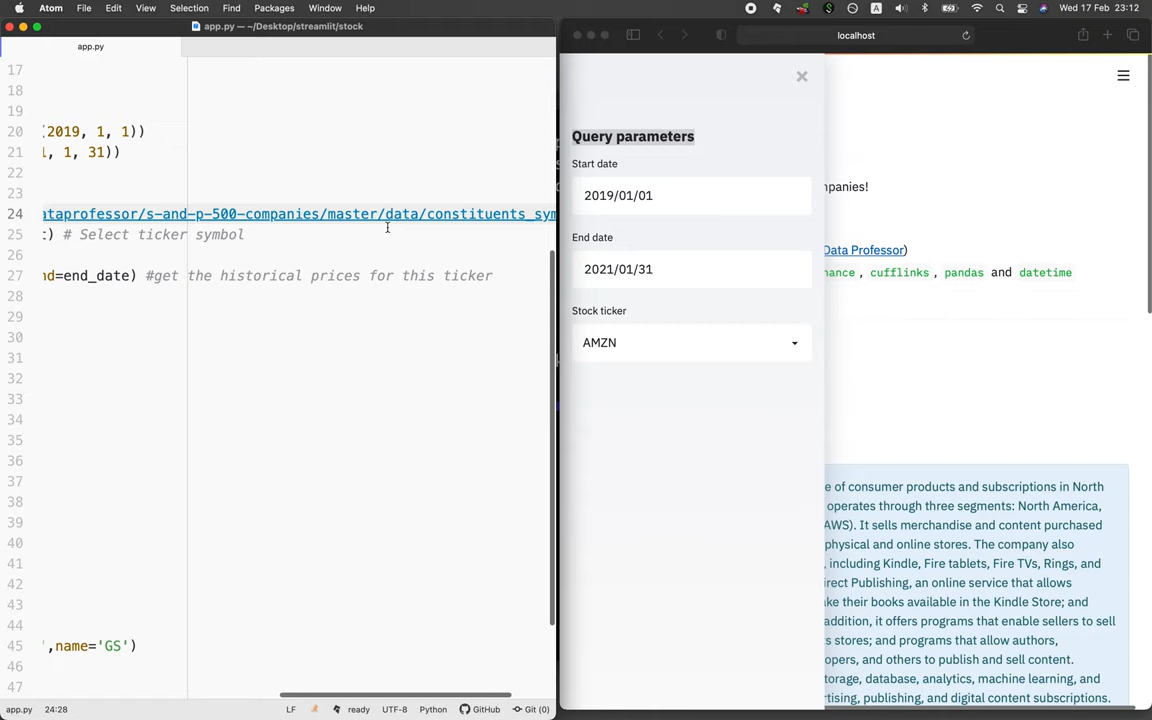 Atom File Edit View Selection Find Packages Window Help
A
Wed 17 Feb 23:12
app.py — ~/Desktop/streamlit/stock
app.py
17
18
19
20 (2019, 1, 1))
21 1, 1, 31))
22
23
24 ataprofessor/s-and-p-500-companies/master/data/constituents_sym
25 :) # Select ticker symbol
26
27 nd=end_date) #get the historical prices for this ticker
28
29
30
31
32
33
34
35
36
37
38
39
40
41
42
43
44
45 ',name='GS')
46
47
app.py 24:28 LF ready UTF-8 Python GitHub Git (0)
localhost
Query parameters
Start date
2019/01/01
End date
2021/01/31
Stock ticker
AMZN
mpanies!
Data Professor)
nance , cufflinks , pandas and datetime
e of consumer products and subscriptions in North
operates through three segments: North America,
AWS). It sells merchandise and content purchased
physical and online stores. The company also
, including Kindle, Fire tablets, Fire TVs, Rings, and
irect Publishing, an online service that allows
ke their books available in the Kindle Store; and
addition, it offers programs that enable sellers to sell
s stores; and programs that allow authors,
opers, and others to publish and sell content.
torage, database, analytics, machine learning, and
rtising, publishing, and digital content subscriptions.